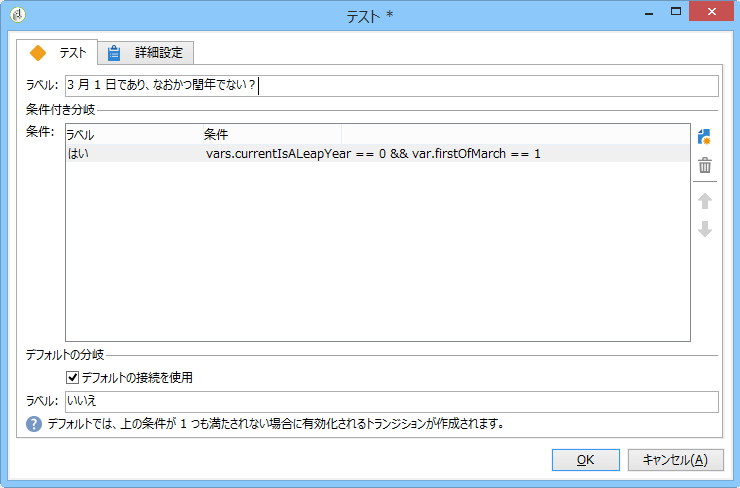 テスト *
テスト
詳細設定
ラベル: 3 月 1 日であり、なおかつ閏年でない？
条件付き分岐
条件: ラベル 条件
はい vars.currentIsALeapYear == 0 && var.firstOfMarch == 1
デフォルトの分岐
デフォルトの接続を使用
ラベル: いいえ
デフォルトでは、上の条件が 1 つも満たされない場合に有効化されるトランジションが作成されます。
OK キャンセル(A)